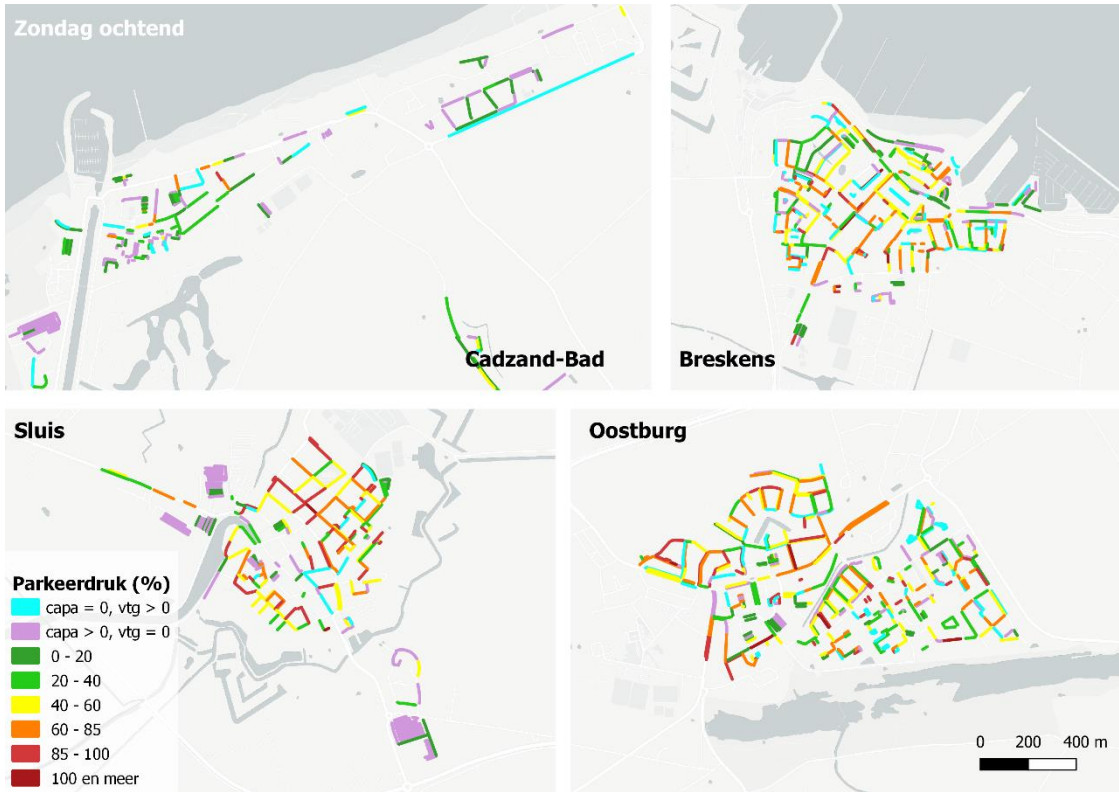 Zondag ochtend
Cadzand-Bad
Breskens
Sluis
Oostburg
Parkeerdruk (%)
capa = 0, vtg > 0
capa > 0, vtg = 0
0 - 20
20 - 40
40 - 60
60 - 85
85 - 100
100 en meer
0 200 400 m